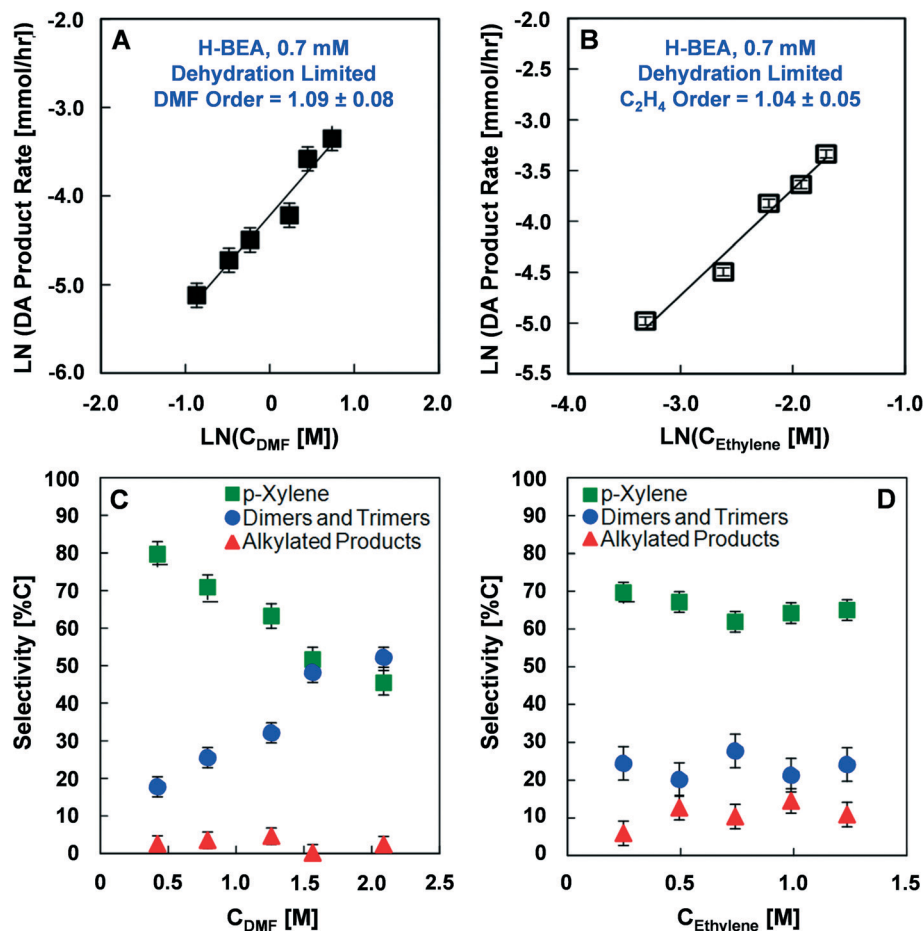 A
H-BEA, 0.7 mM
Dehydration Limited
DMF Order = 1.09 ± 0.08
LN (DA Product Rate [mmol/hr])
-2.0
-3.0
-4.0
-5.0
-6.0
-2.0 -1.0 0 1.0 2.0
LN(C_DMF [M])
B
H-BEA, 0.7 mM
Dehydration Limited
C₂H₄ Order = 1.04 ± 0.05
LN (DA Product Rate [mmol/hr])
-2.0
-2.5
-3.0
-3.5
-4.0
-4.5
-5.0
-5.5
-4.0 -3.0 -2.0 -1.0
LN(C_Ethylene [M])
C
p-Xylene
Dimers and Trimers
Alkylated Products
Selectivity [%C]
100
90
80
70
60
50
40
30
20
10
0
0 0.5 1.0 1.5 2.0 2.5
C_DMF [M]
D
p-Xylene
Dimers and Trimers
Alkylated Products
Selectivity [%C]
100
90
80
70
60
50
40
30
20
10
0
0 0.5 1.0 1.5
C_Ethylene [M]